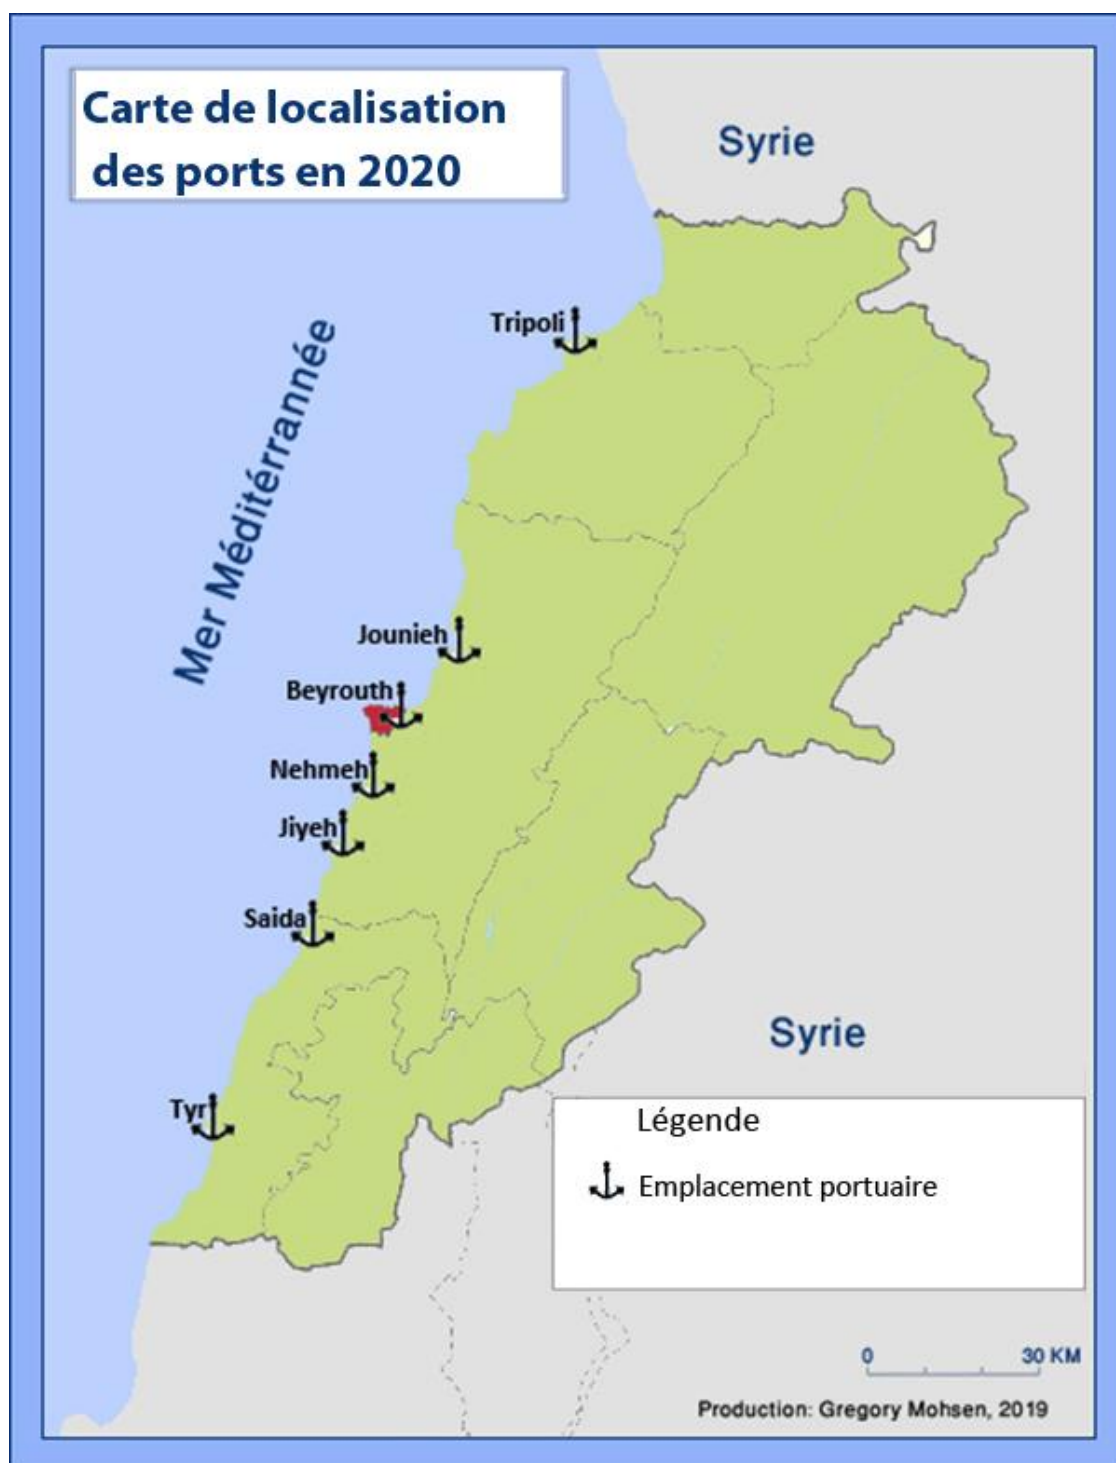 Carte de localisation
des ports en 2020
Syrie
Tripoli
Mer Méditérrannée
Jounieh
Beyrouth
Nehmeh
Jiyeh
Saida
Syrie
Tyr
Légende
Emplacement portuaire
0 30 KM
Production: Gregory Mohsen, 2019